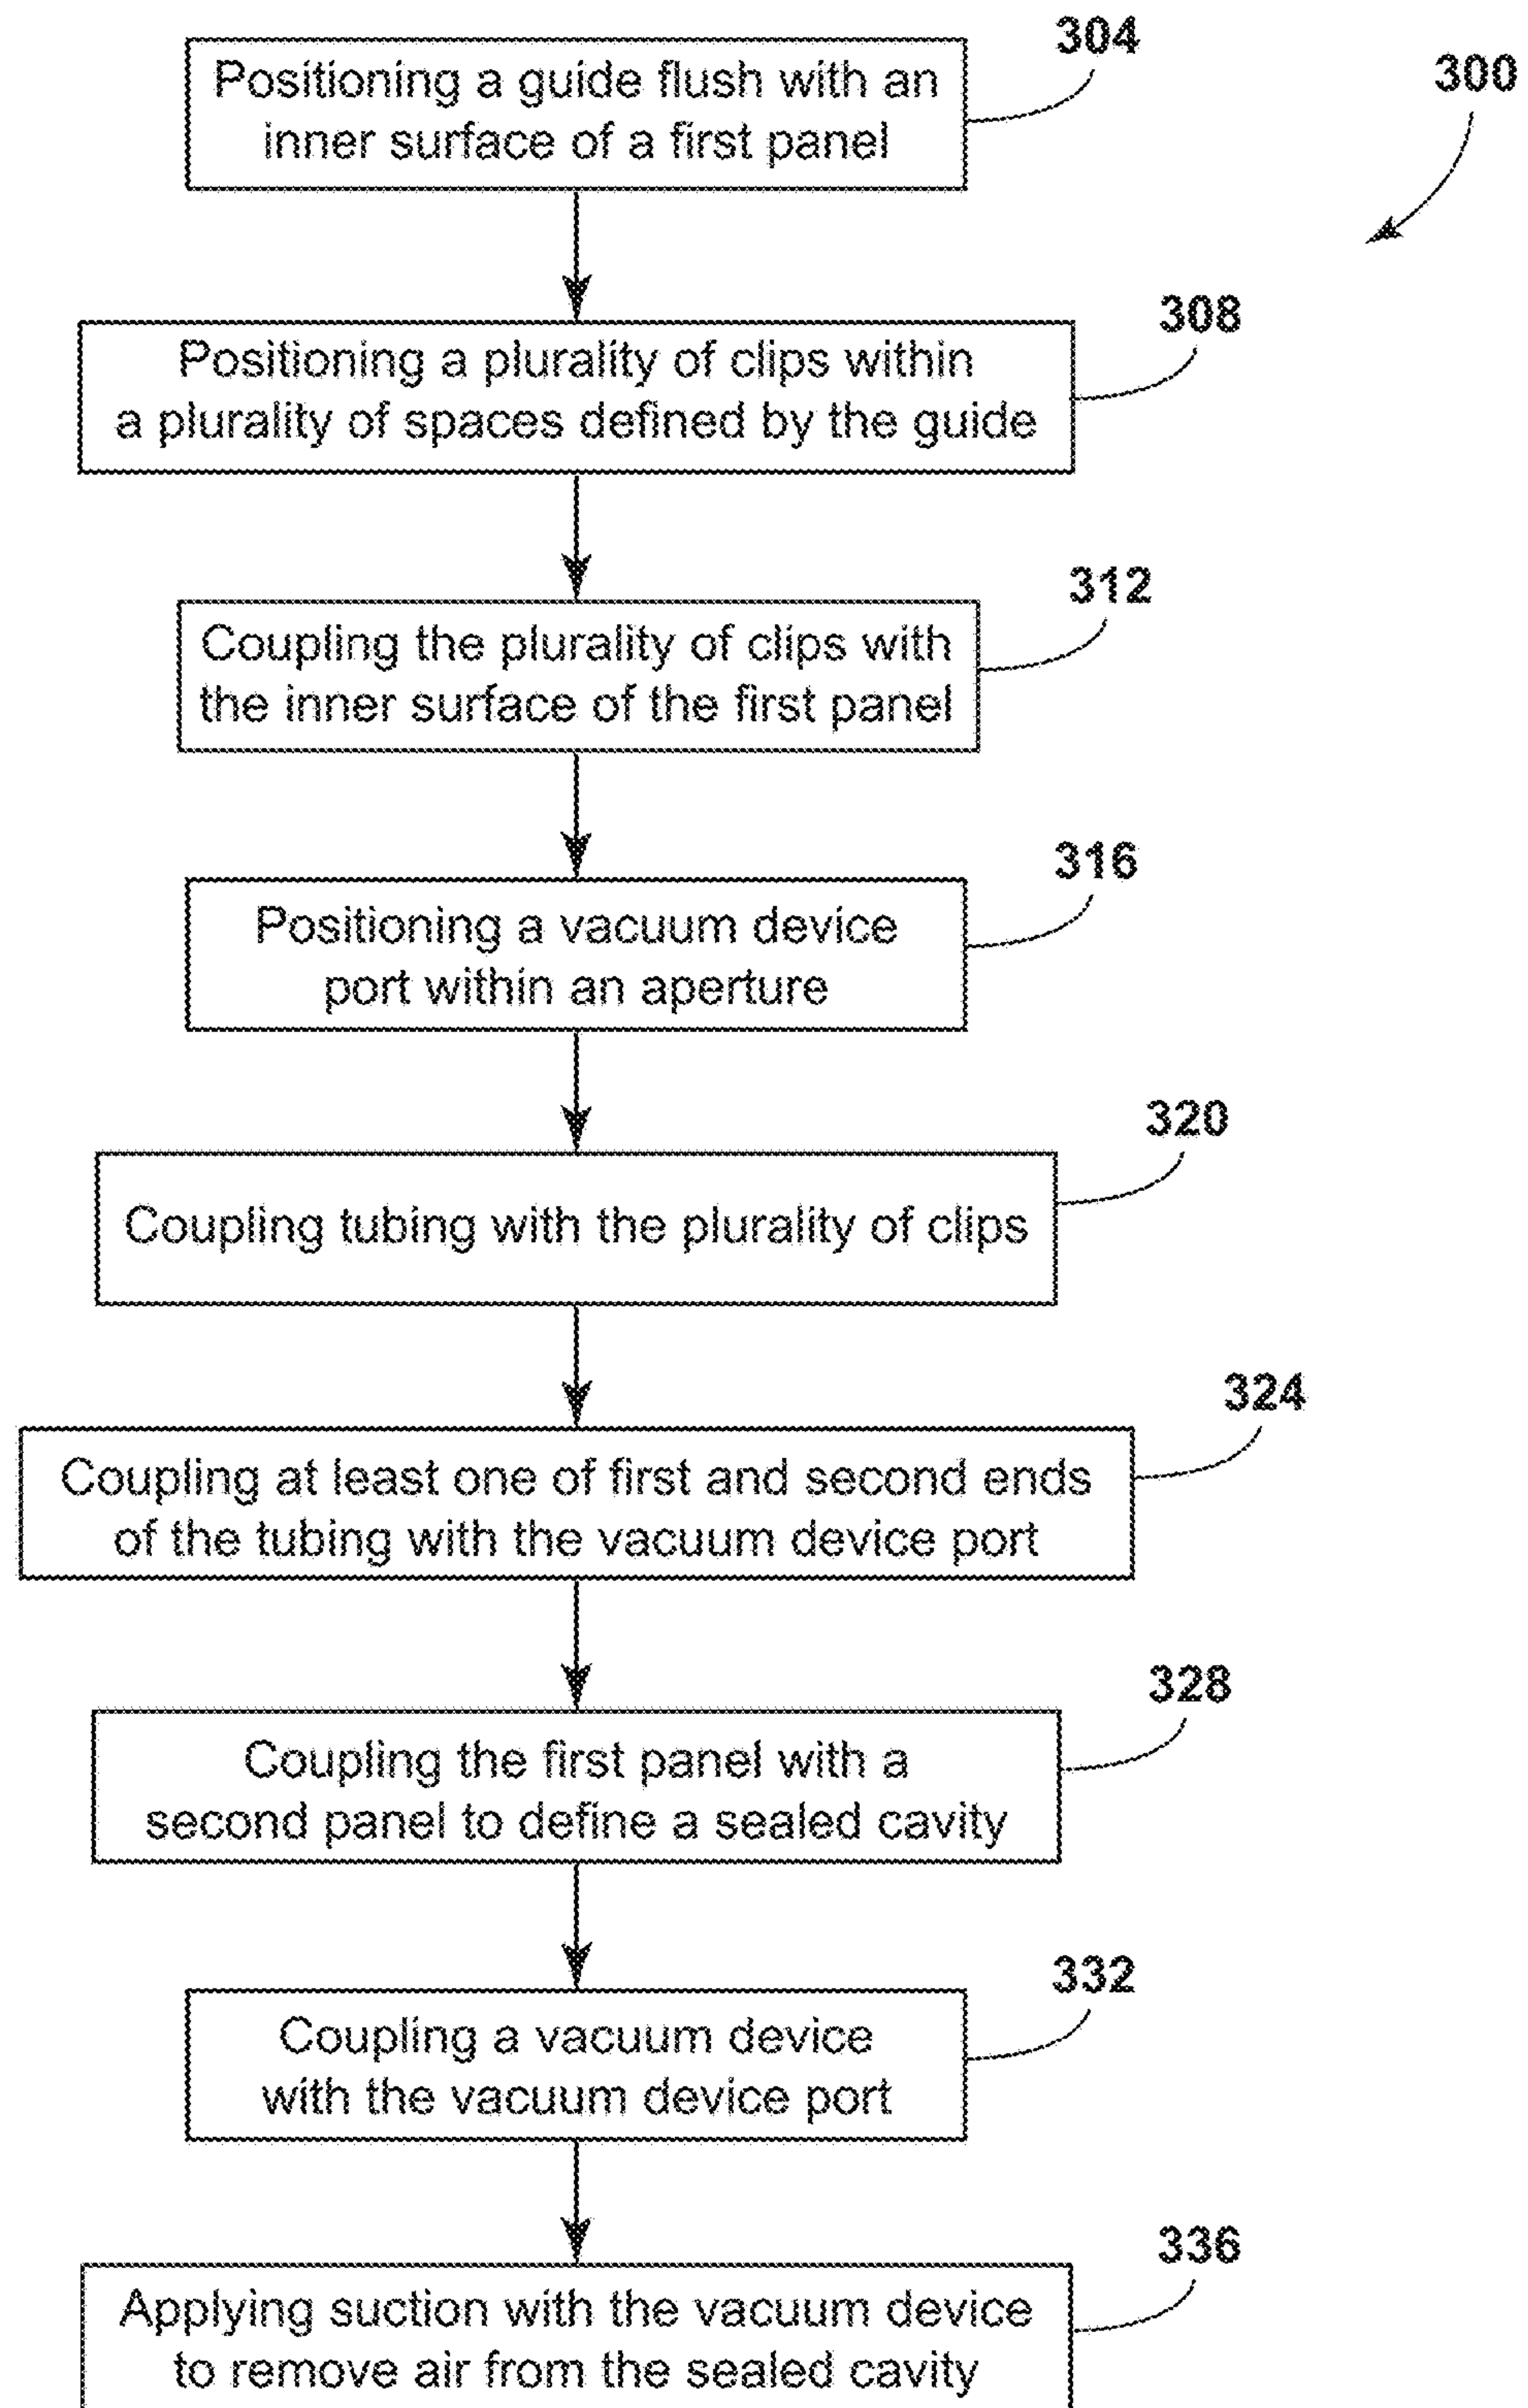 304
300
Positioning a guide flush with an
inner surface of a first panel
308
Positioning a plurality of clips within
a plurality of spaces defined by the guide
312
Coupling the plurality of clips with
the inner surface of the first panel
316
Positioning a vacuum device
port within an aperture
320
Coupling tubing with the plurality of clips
324
Coupling at least one of first and second ends
of the tubing with the vacuum device port
328
Coupling the first panel with a
second panel to define a sealed cavity
332
Coupling a vacuum device
with the vacuum device port
336
Applying suction with the vacuum device
to remove air from the sealed cavity